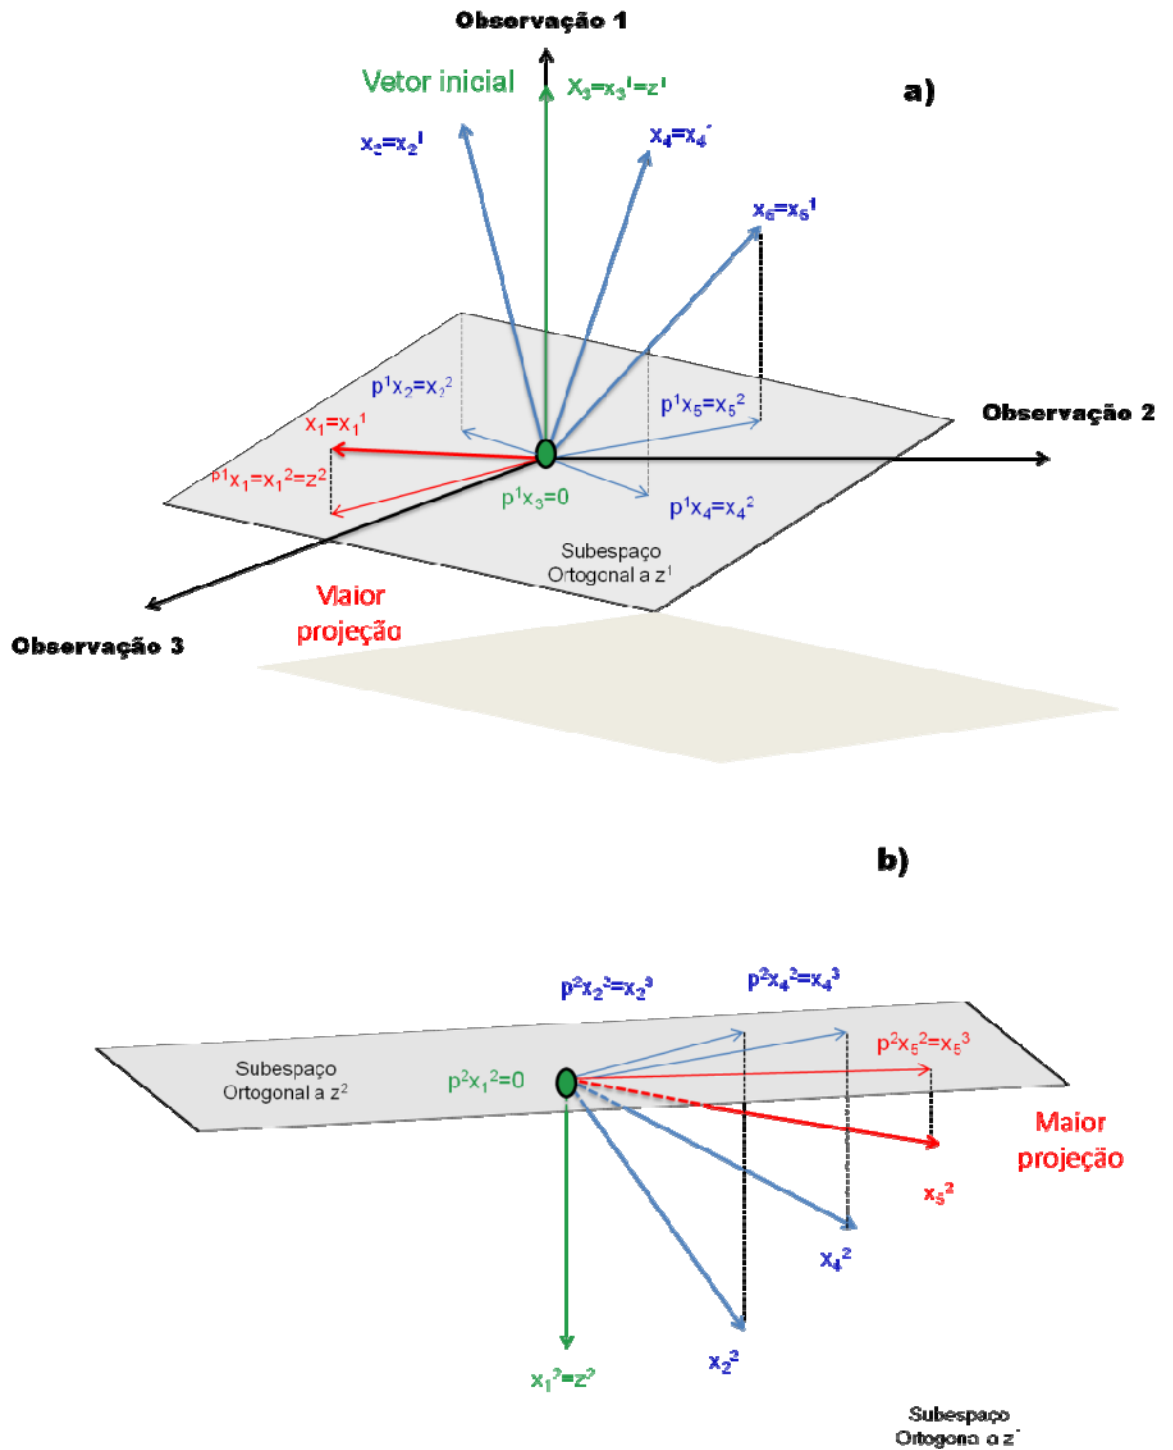 Observação 1
Vetor inicial
X₃=x₃¹=z¹
a)
x₂=x₂¹
x₄=x₄¹
x₅=x₅¹
p¹x₂=x₂²
p¹x₅=x₅²
Observação 2
x₁=x₁¹
p¹x₁=x₁²=z²
p¹x₃=0
p¹x₄=x₄²
Subespaço
Ortogonal a z¹
Maior
projeção
Observação 3
b)
p²x₂²=x₂³
p²x₄²=x₄³
p²x₅²=x₅³
Subespaço
Ortogonal a z²
p²x₁²=0
Maior
projeção
x₅²
x₄²
x₂²
x₁²=z²
Subespaço